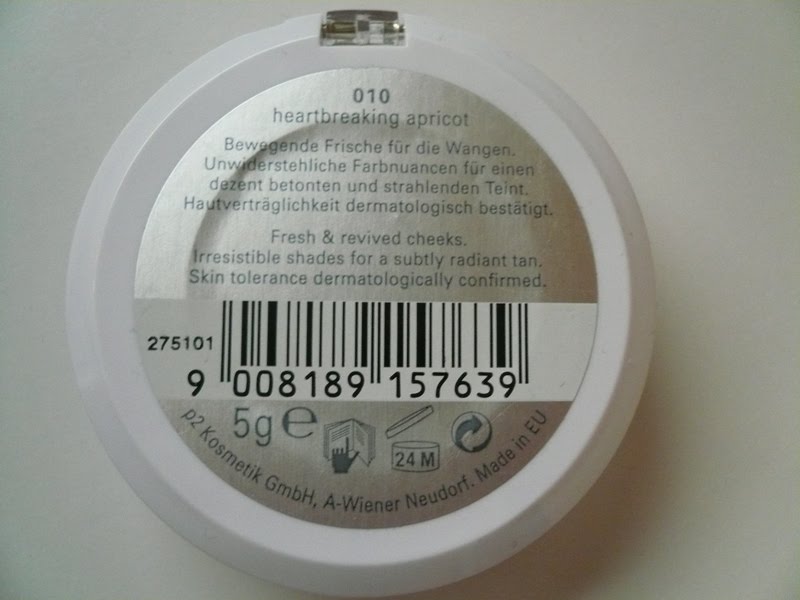 010
heartbreaking apricot
Bewegende Frische für die Wangen.
Unwiderstehliche Farbnuancen für einen
dezent betonten und strahlenden Teint.
Hautverträglichkeit dermatologisch bestätigt.
Fresh & revived cheeks.
Irresistible shades for a subtly radiant tan.
Skin tolerance dermatologically confirmed.
275101
9 008189 157639
5g e
24 M
p2 Kosmetik GmbH, A-Wiener Neudorf. Made in EU